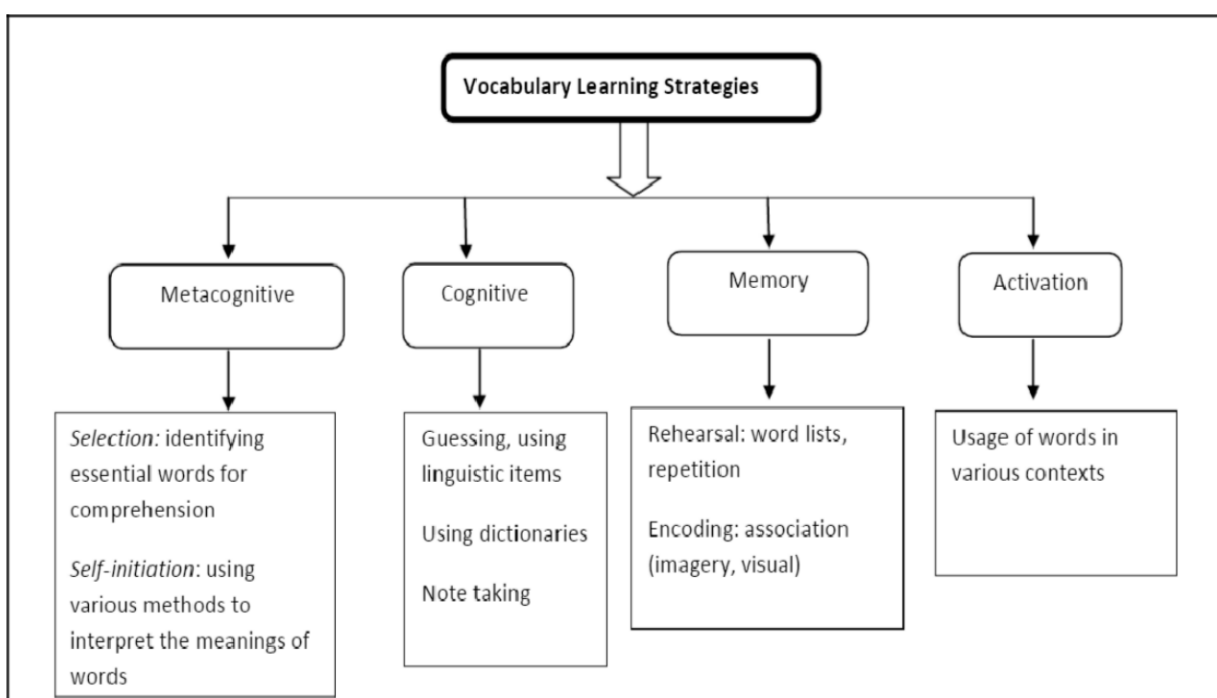 Vocabulary Learning Strategies
Metacognitive
Cognitive
Memory
Activation
Selection: identifying
essential words for
comprehension
Self-initiation: using
various methods to
interpret the meanings of
words
Guessing, using
linguistic items
Using dictionaries
Note taking
Rehearsal: word lists,
repetition
Encoding: association
(imagery, visual)
Usage of words in
various contexts